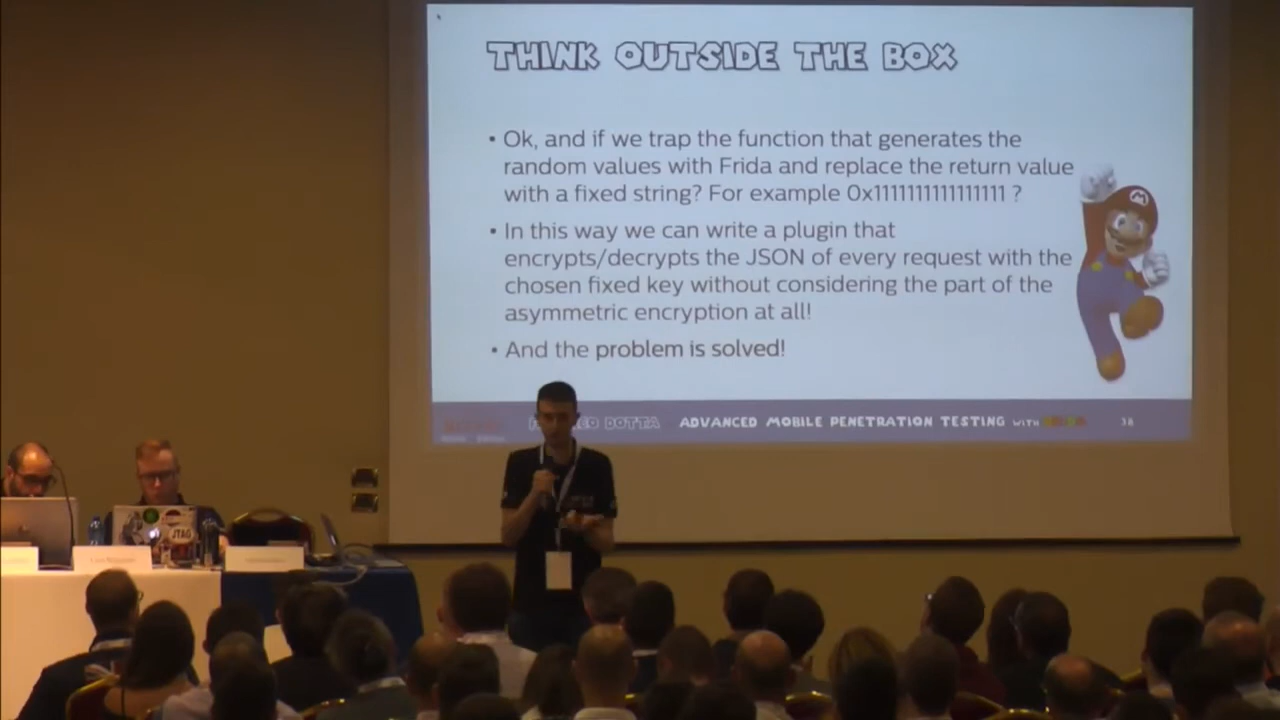 THINK OUTSIDE THE BOX
• Ok, and if we trap the function that generates the
random values with Frida and replace the return value
with a fixed string? For example 0x1111111111111111 ?
• In this way we can write a plugin that
encrypts/decrypts the JSON of every request with the
chosen fixed key without considering the part of the
asymmetric encryption at all!
• And the problem is solved!
DOTTA ADVANCED MOBILE PENETRATION TESTING WITH 38
JTAG